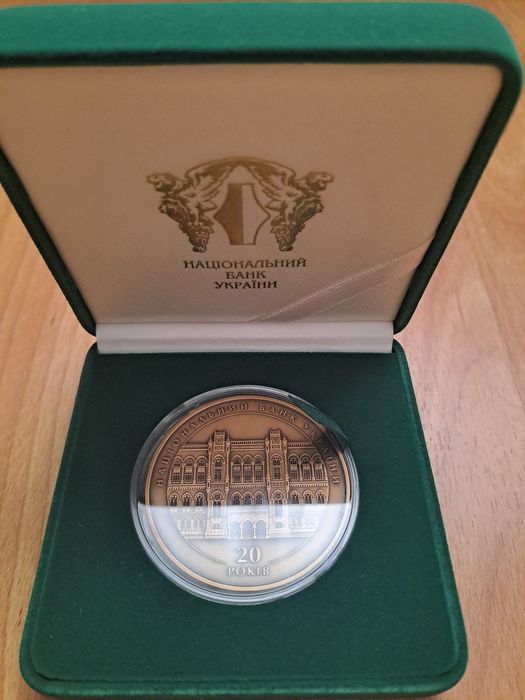 НАЦІОНАЛЬНИЙ
БАНК
УКРАЇНИ
НАЦІОНАЛЬНИЙ БАНК УКРАЇНИ
20
РОКІВ